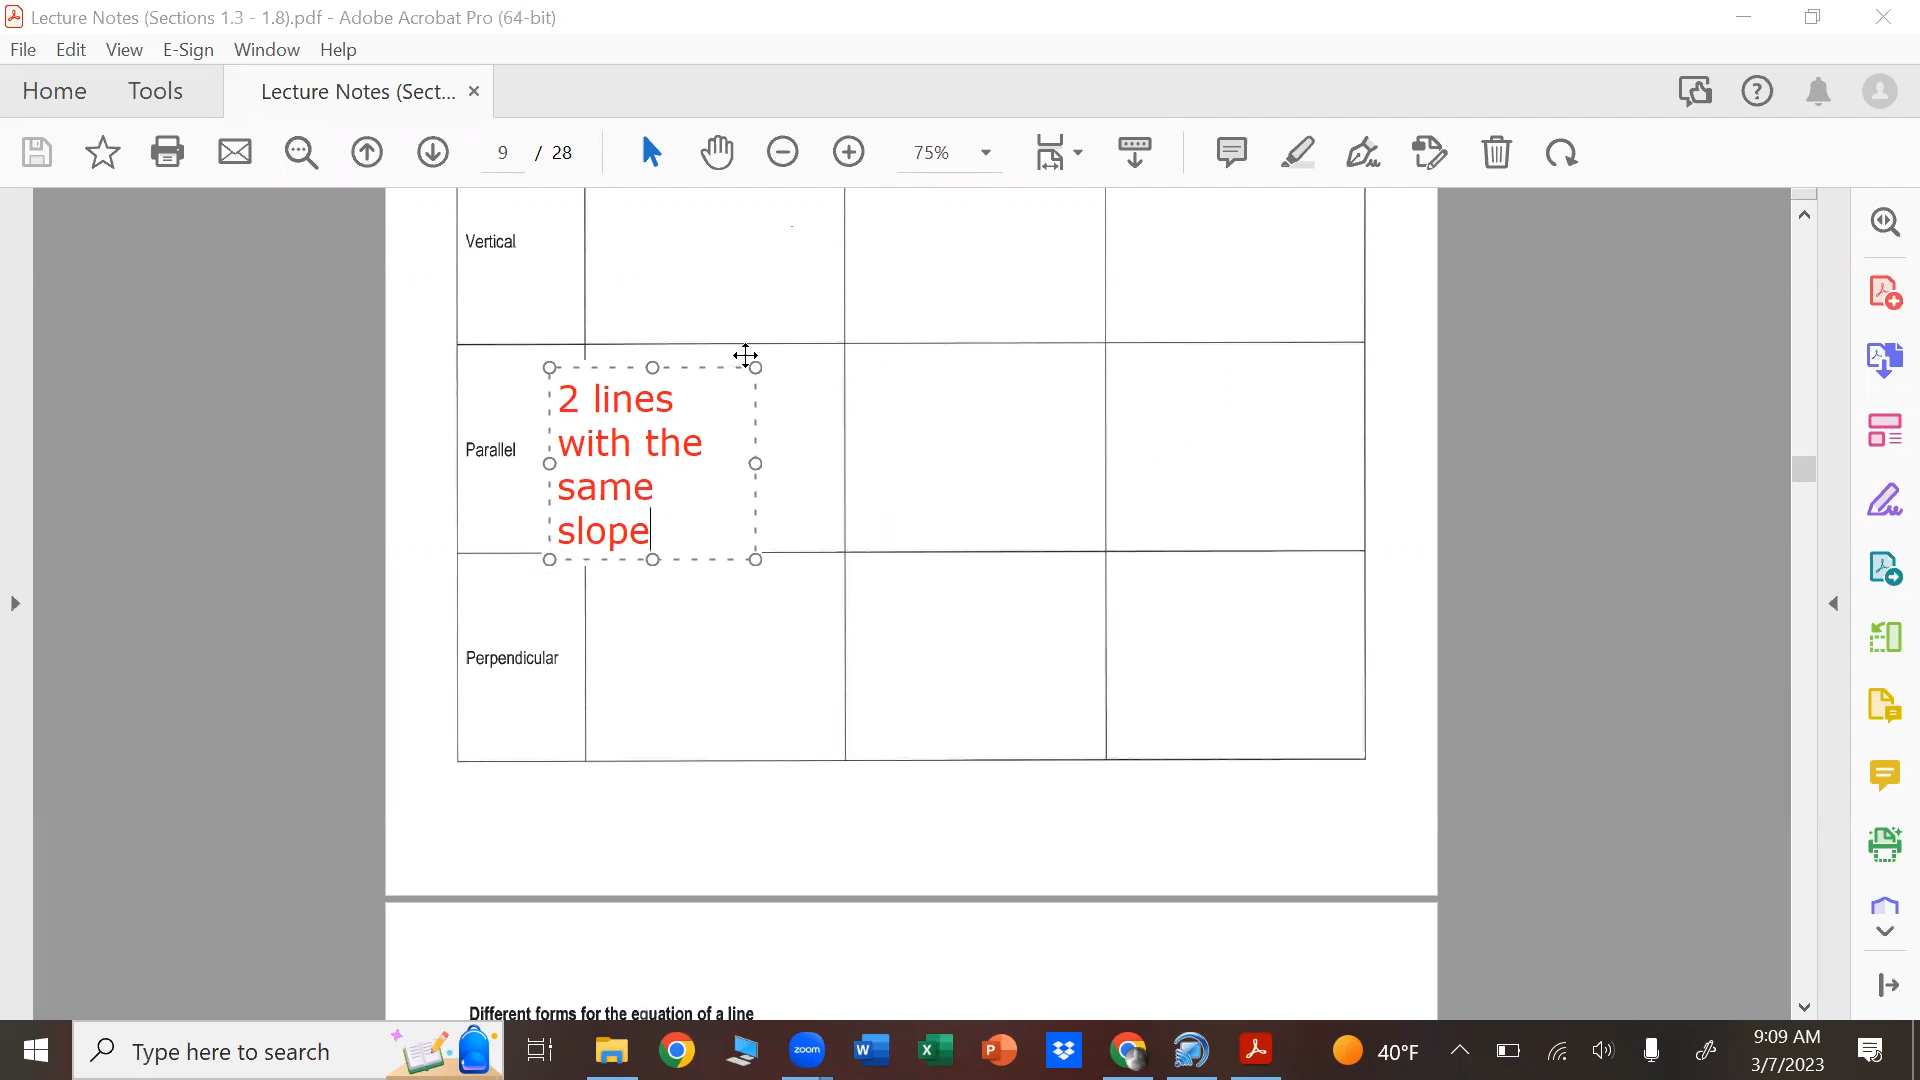 Lecture Notes (Sections 1.3 - 1.8).pdf - Adobe Acrobat Pro (64-bit)
File Edit View E-Sign Window Help
Home Tools Lecture Notes (Sect... ×
9 / 28 75%
Vertical
2 lines
with the
Parallel
same
slope
Perpendicular
Different forms for the equation of a line
Type here to search
zoom
40°F
9:09 AM
3/7/2023